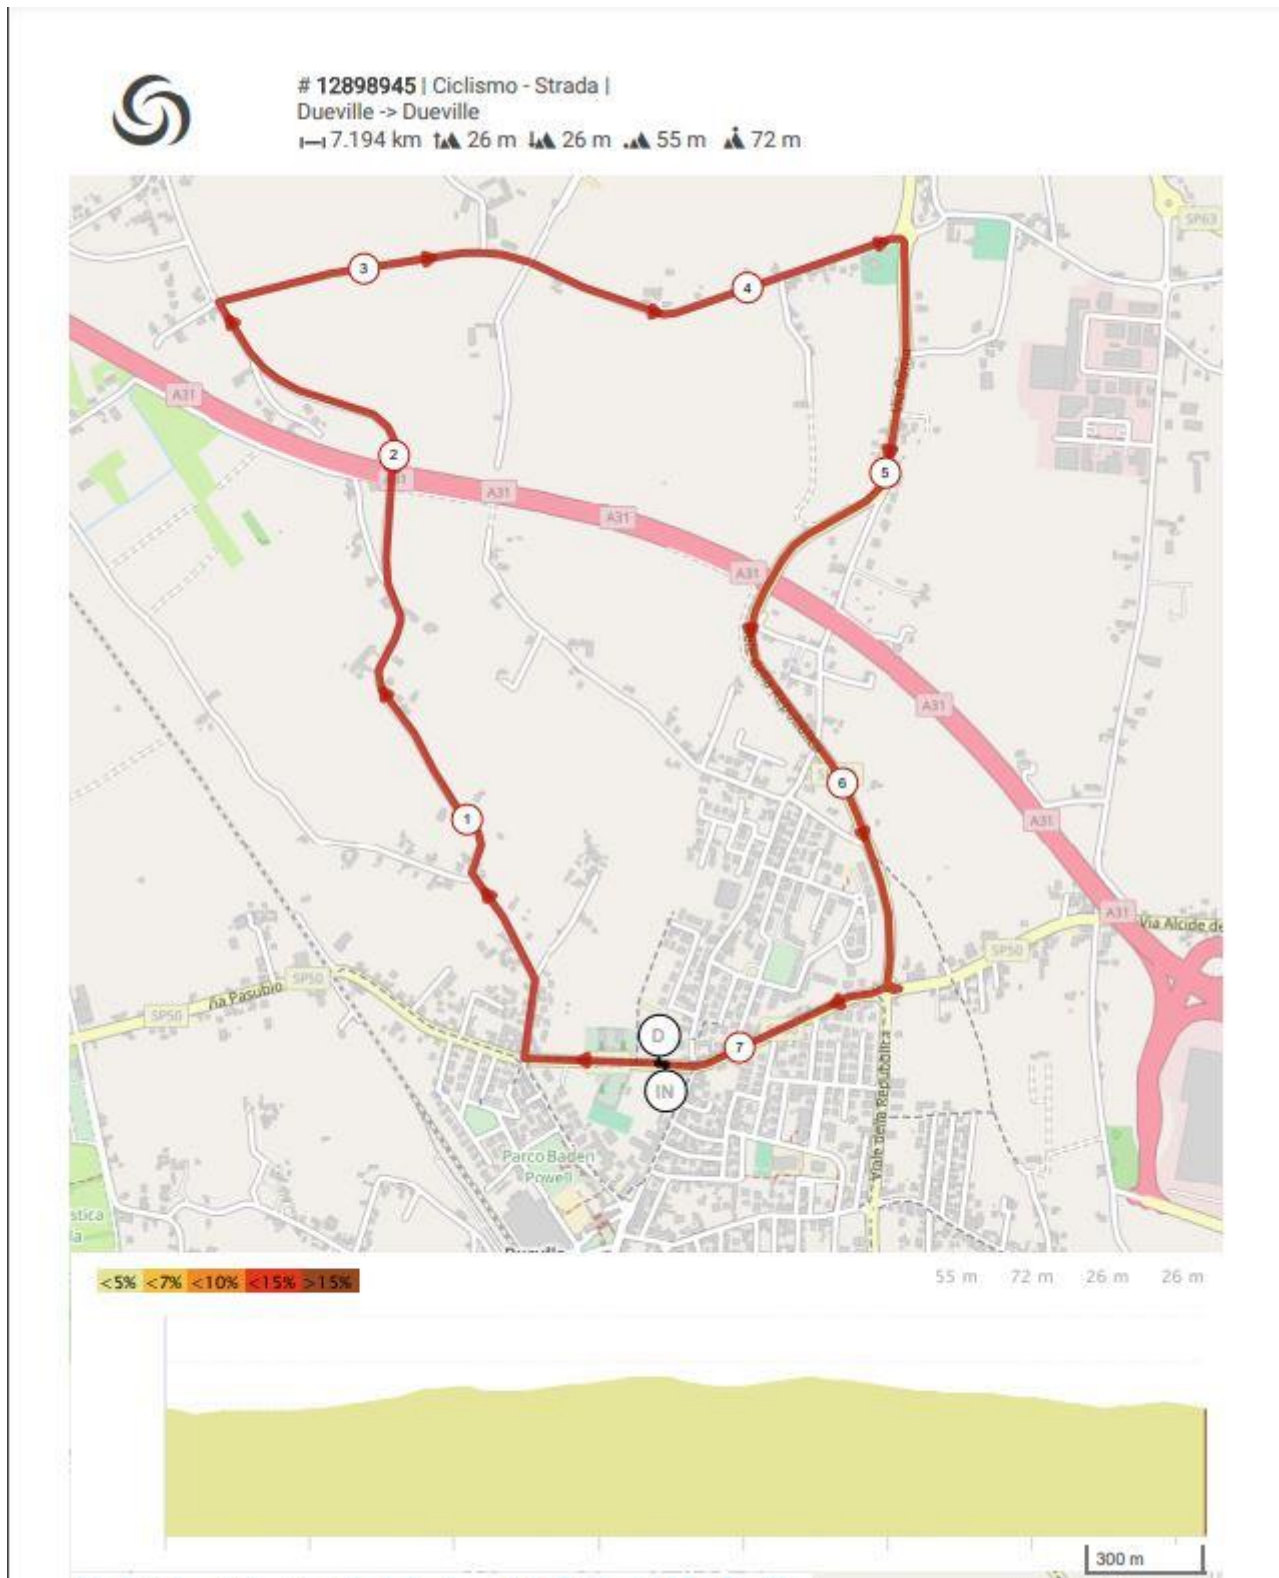 # 12898945 | Ciclismo - Strada |
Dueville -> Dueville
7.194 km 26 m 26 m 55 m 72 m
SP63
3
4
A31
2
5
A31
A31
A31
A31
A31
6
1
A31
A31
Via Alcide de
SP50
SP50
Via Pasubio
SP50
D
7
IN
Viale della Repubblica
Parco Baden
Powell
<5% <7% <10% <15% >15%
55 m 72 m 26 m 26 m
300 m